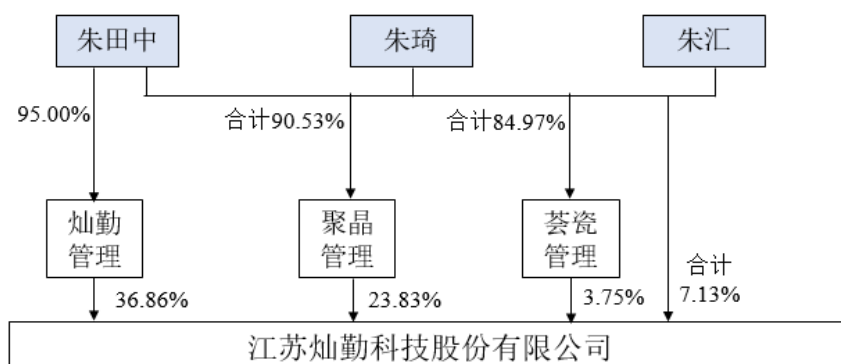 朱田中
朱琦
朱汇
95.00%
合计90.53%
合计84.97%
灿勤
管理
聚晶
管理
荟瓷
管理
合计
7.13%
36.86%
23.83%
3.75%
江苏灿勤科技股份有限公司